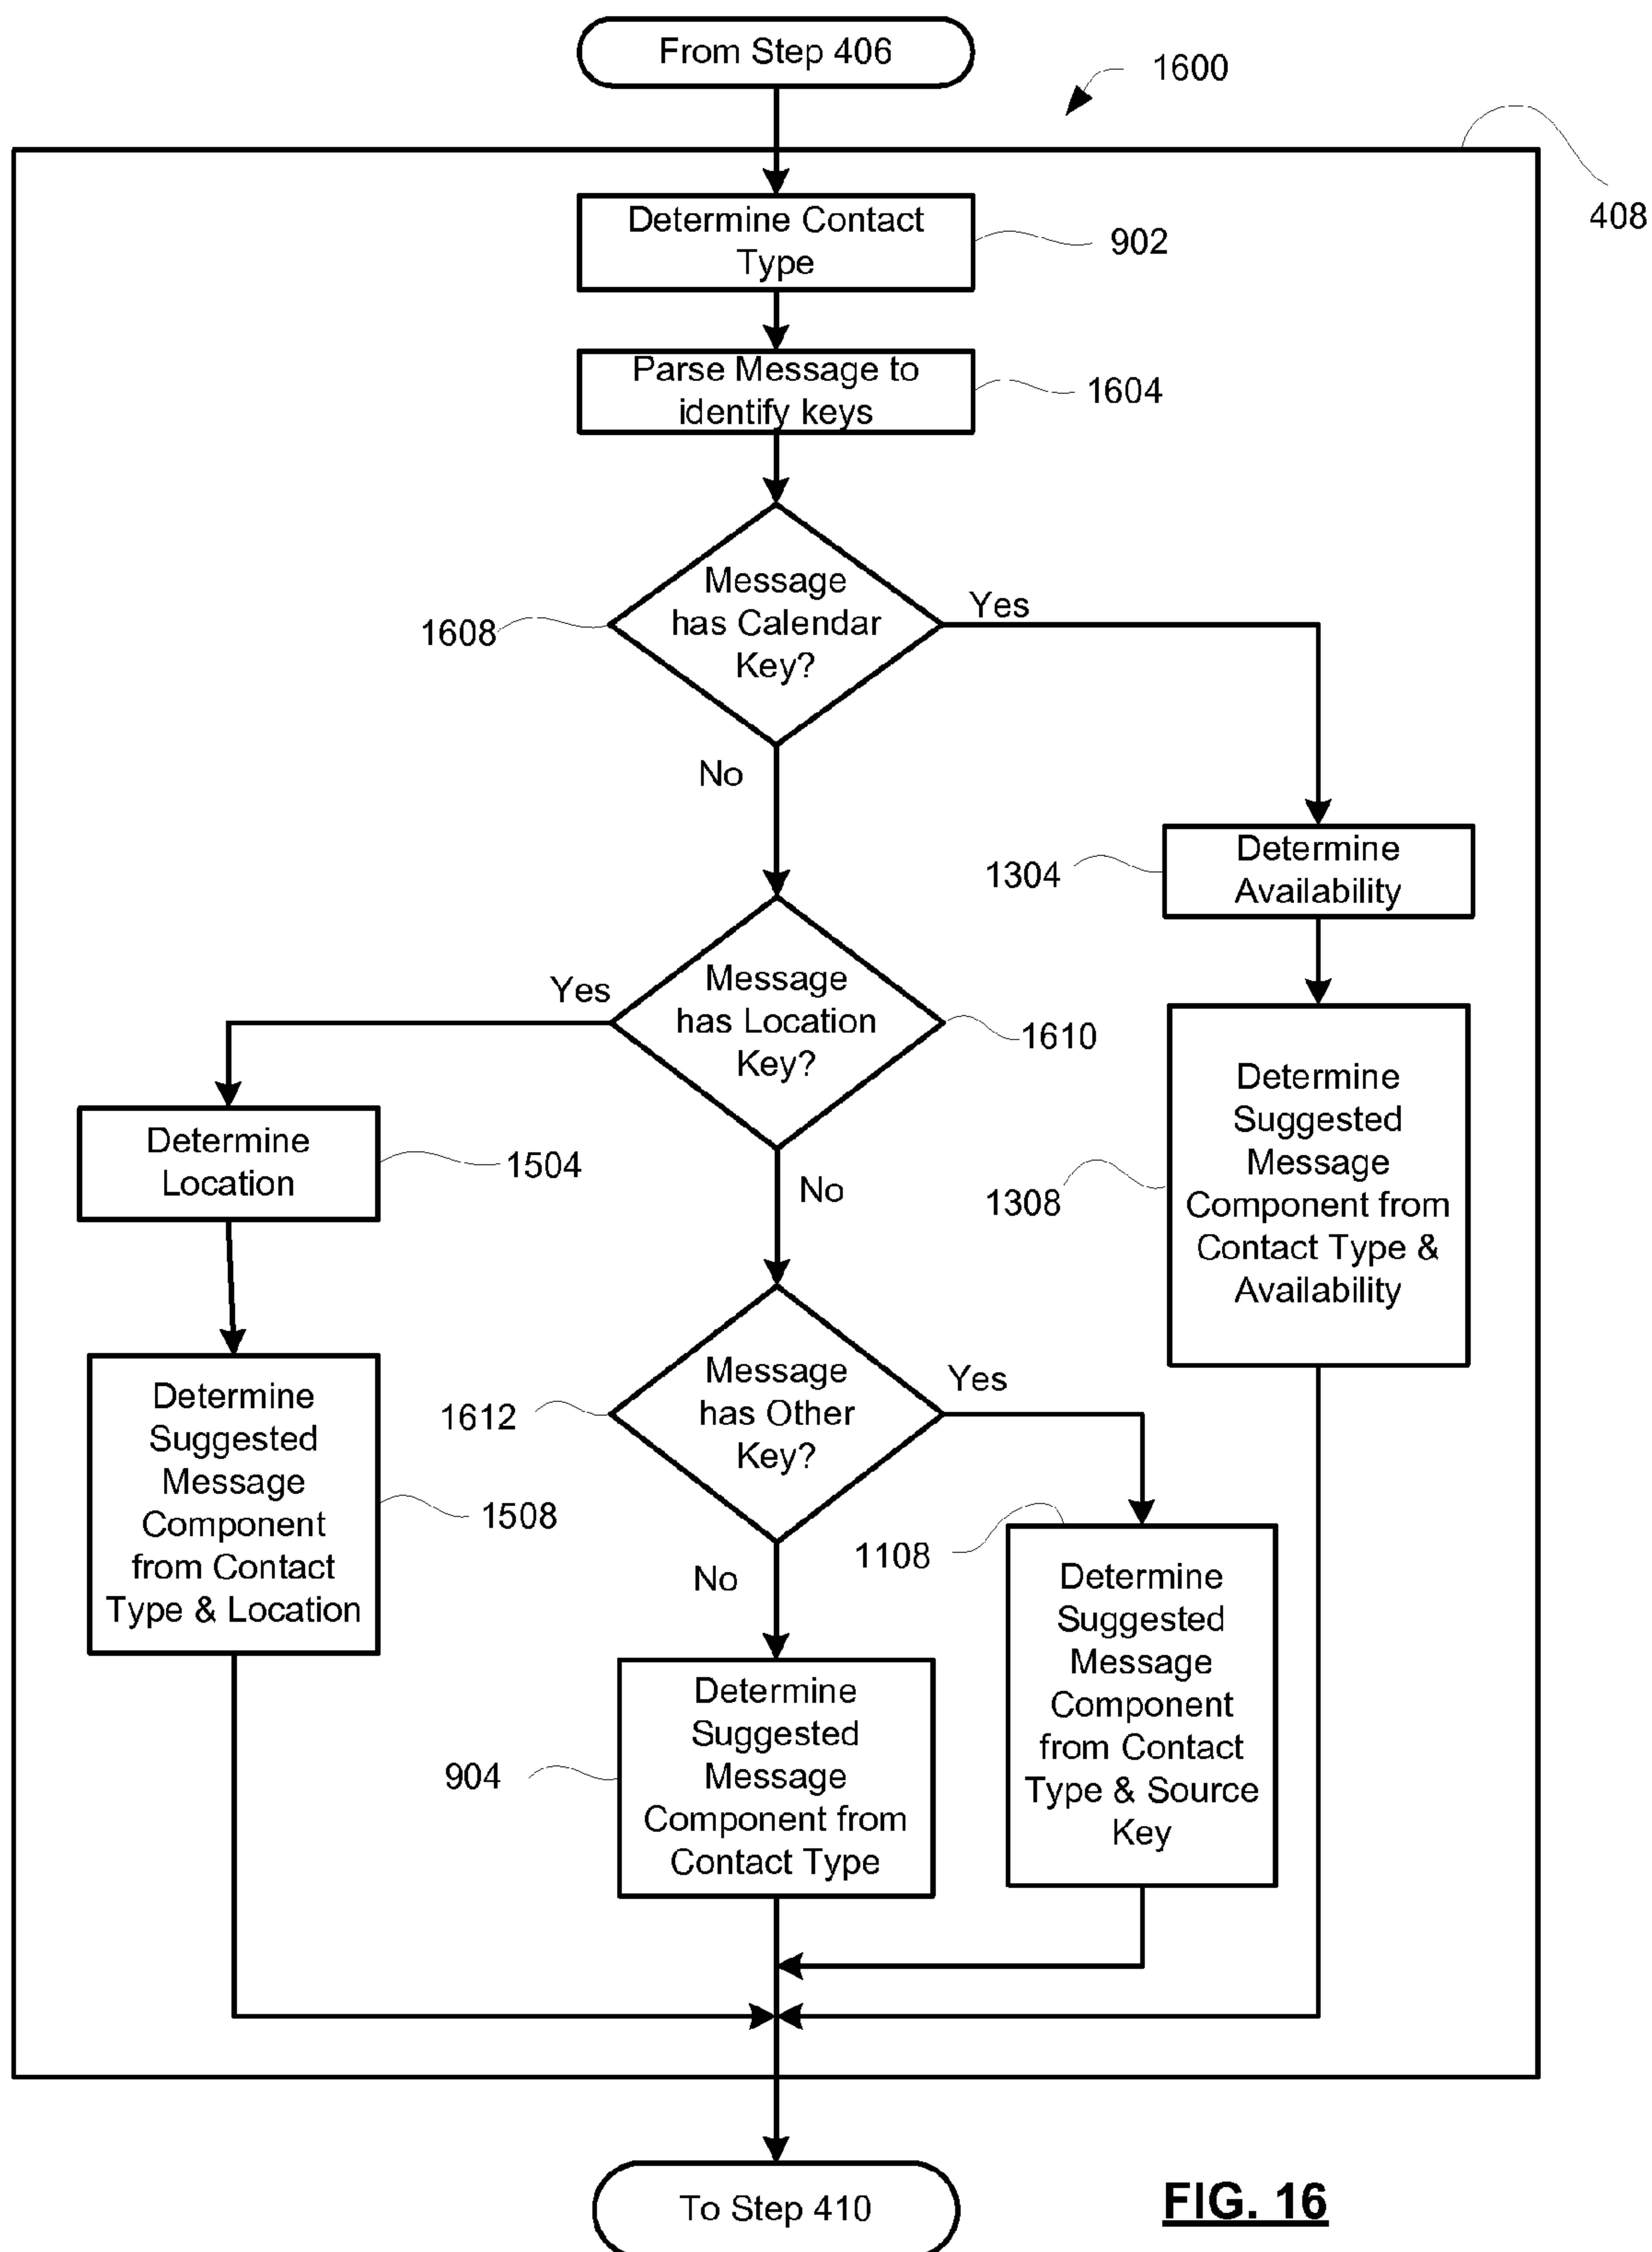 From Step 406
1600
408
Determine Contact
Type
902
Parse Message to
identify keys
1604
Message
has Calendar
Key?
1608
Yes
No
Determine
Availability
1304
Message
has Location
Key?
Yes
1610
Determine
Suggested
Message
Component from
Contact Type &
Availability
1308
Determine
Location
1504
No
Message
has Other
Key?
1612
Yes
Determine
Suggested
Message
Component
from Contact
Type & Location
1508
No
1108
Determine
Suggested
Message
Component
from Contact
Type & Source
Key
Determine
Suggested
Message
Component from
Contact Type
904
To Step 410
FIG. 16